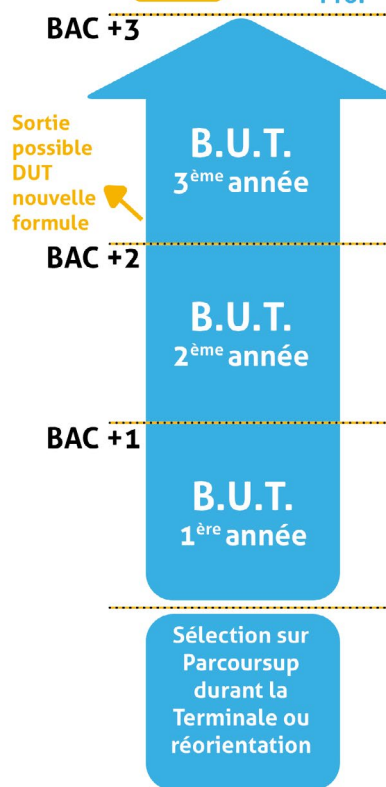 BAC +3
Sortie
possible
DUT
nouvelle
formule
B.U.T.
3ème année
BAC +2
B.U.T.
2ème année
BAC +1
B.U.T.
1ère année
Sélection sur
Parcoursup
durant la
Terminale ou
réorientation